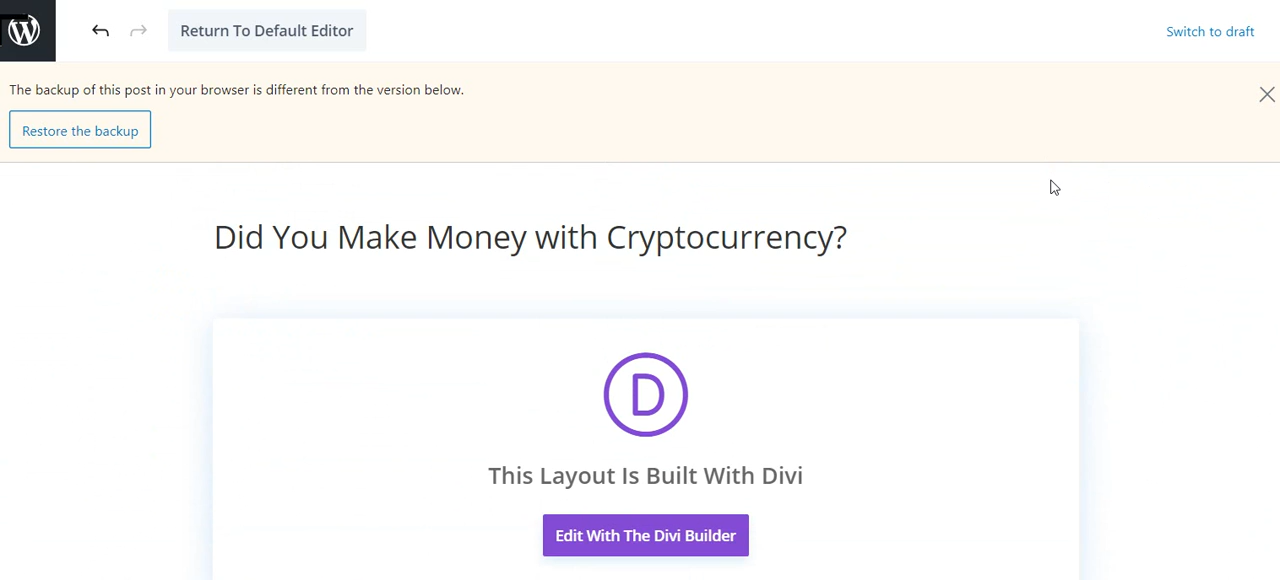 Return To Default Editor
Switch to draft
The backup of this post in your browser is different from the version below.
Restore the backup
Did You Make Money with Cryptocurrency?
D
This Layout Is Built With Divi
Edit With The Divi Builder